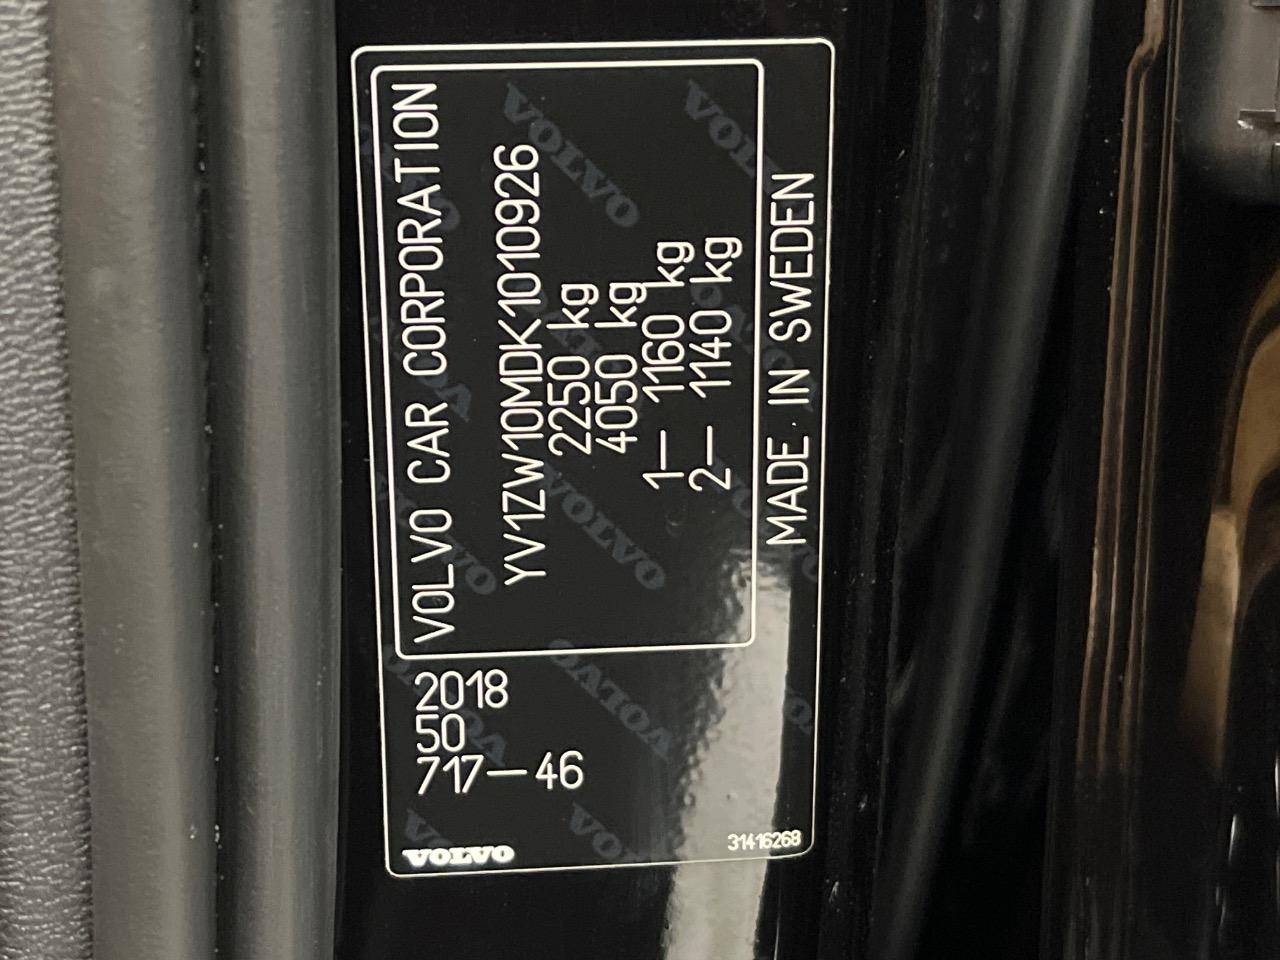 VOLVO CAR CORPORATION
YV1ZW10MDK1010926
2250 kg
4050 kg
1— 1160 kg
2— 1140 kg
MADE IN SWEDEN
2018
50
717—46
VOLVO
31416268